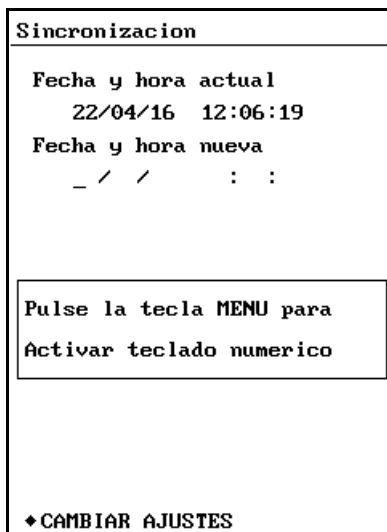 Sincronizacion
Fecha y hora actual
22/04/16 12:06:19
Fecha y hora nueva
_ / / : :
Pulse la tecla MENU para
Activar teclado numerico
◆CAMBIAR AJUSTES